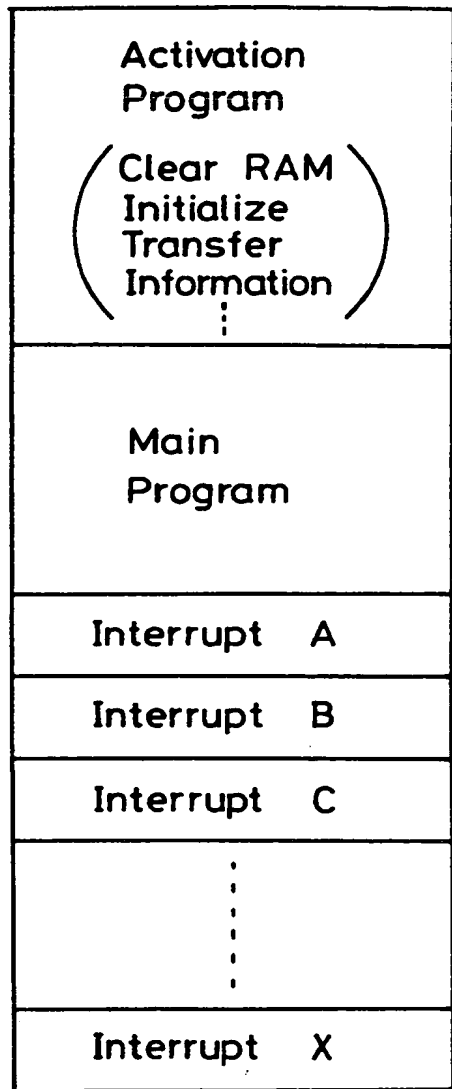 Activation
Program
Clear RAM
Initialize
Transfer
Information
Main
Program
Interrupt A
Interrupt B
Interrupt C
Interrupt X